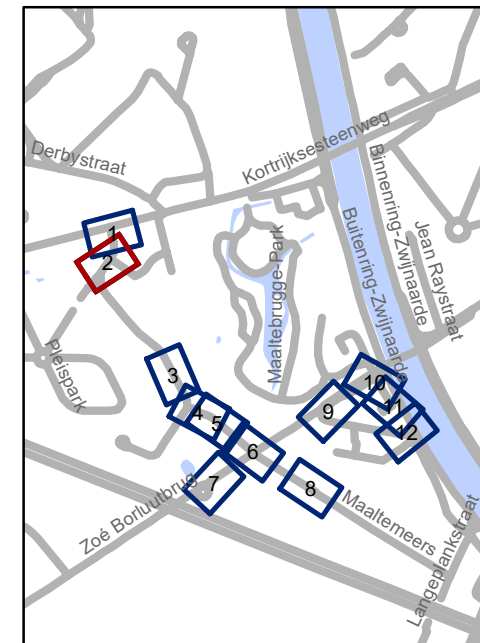 Kortrijksesteenweg
Derbystraat
Binnenring-Zwijnaarde
Buitenring-Zwijnaarde
Jean Raystraat
Maaltebrugge-Park
Pleispark
1
2
3
4
5
6
7
8
9
10
11
12
Zoé Borluutbrug
Maaltemeers
Langeplankstraat